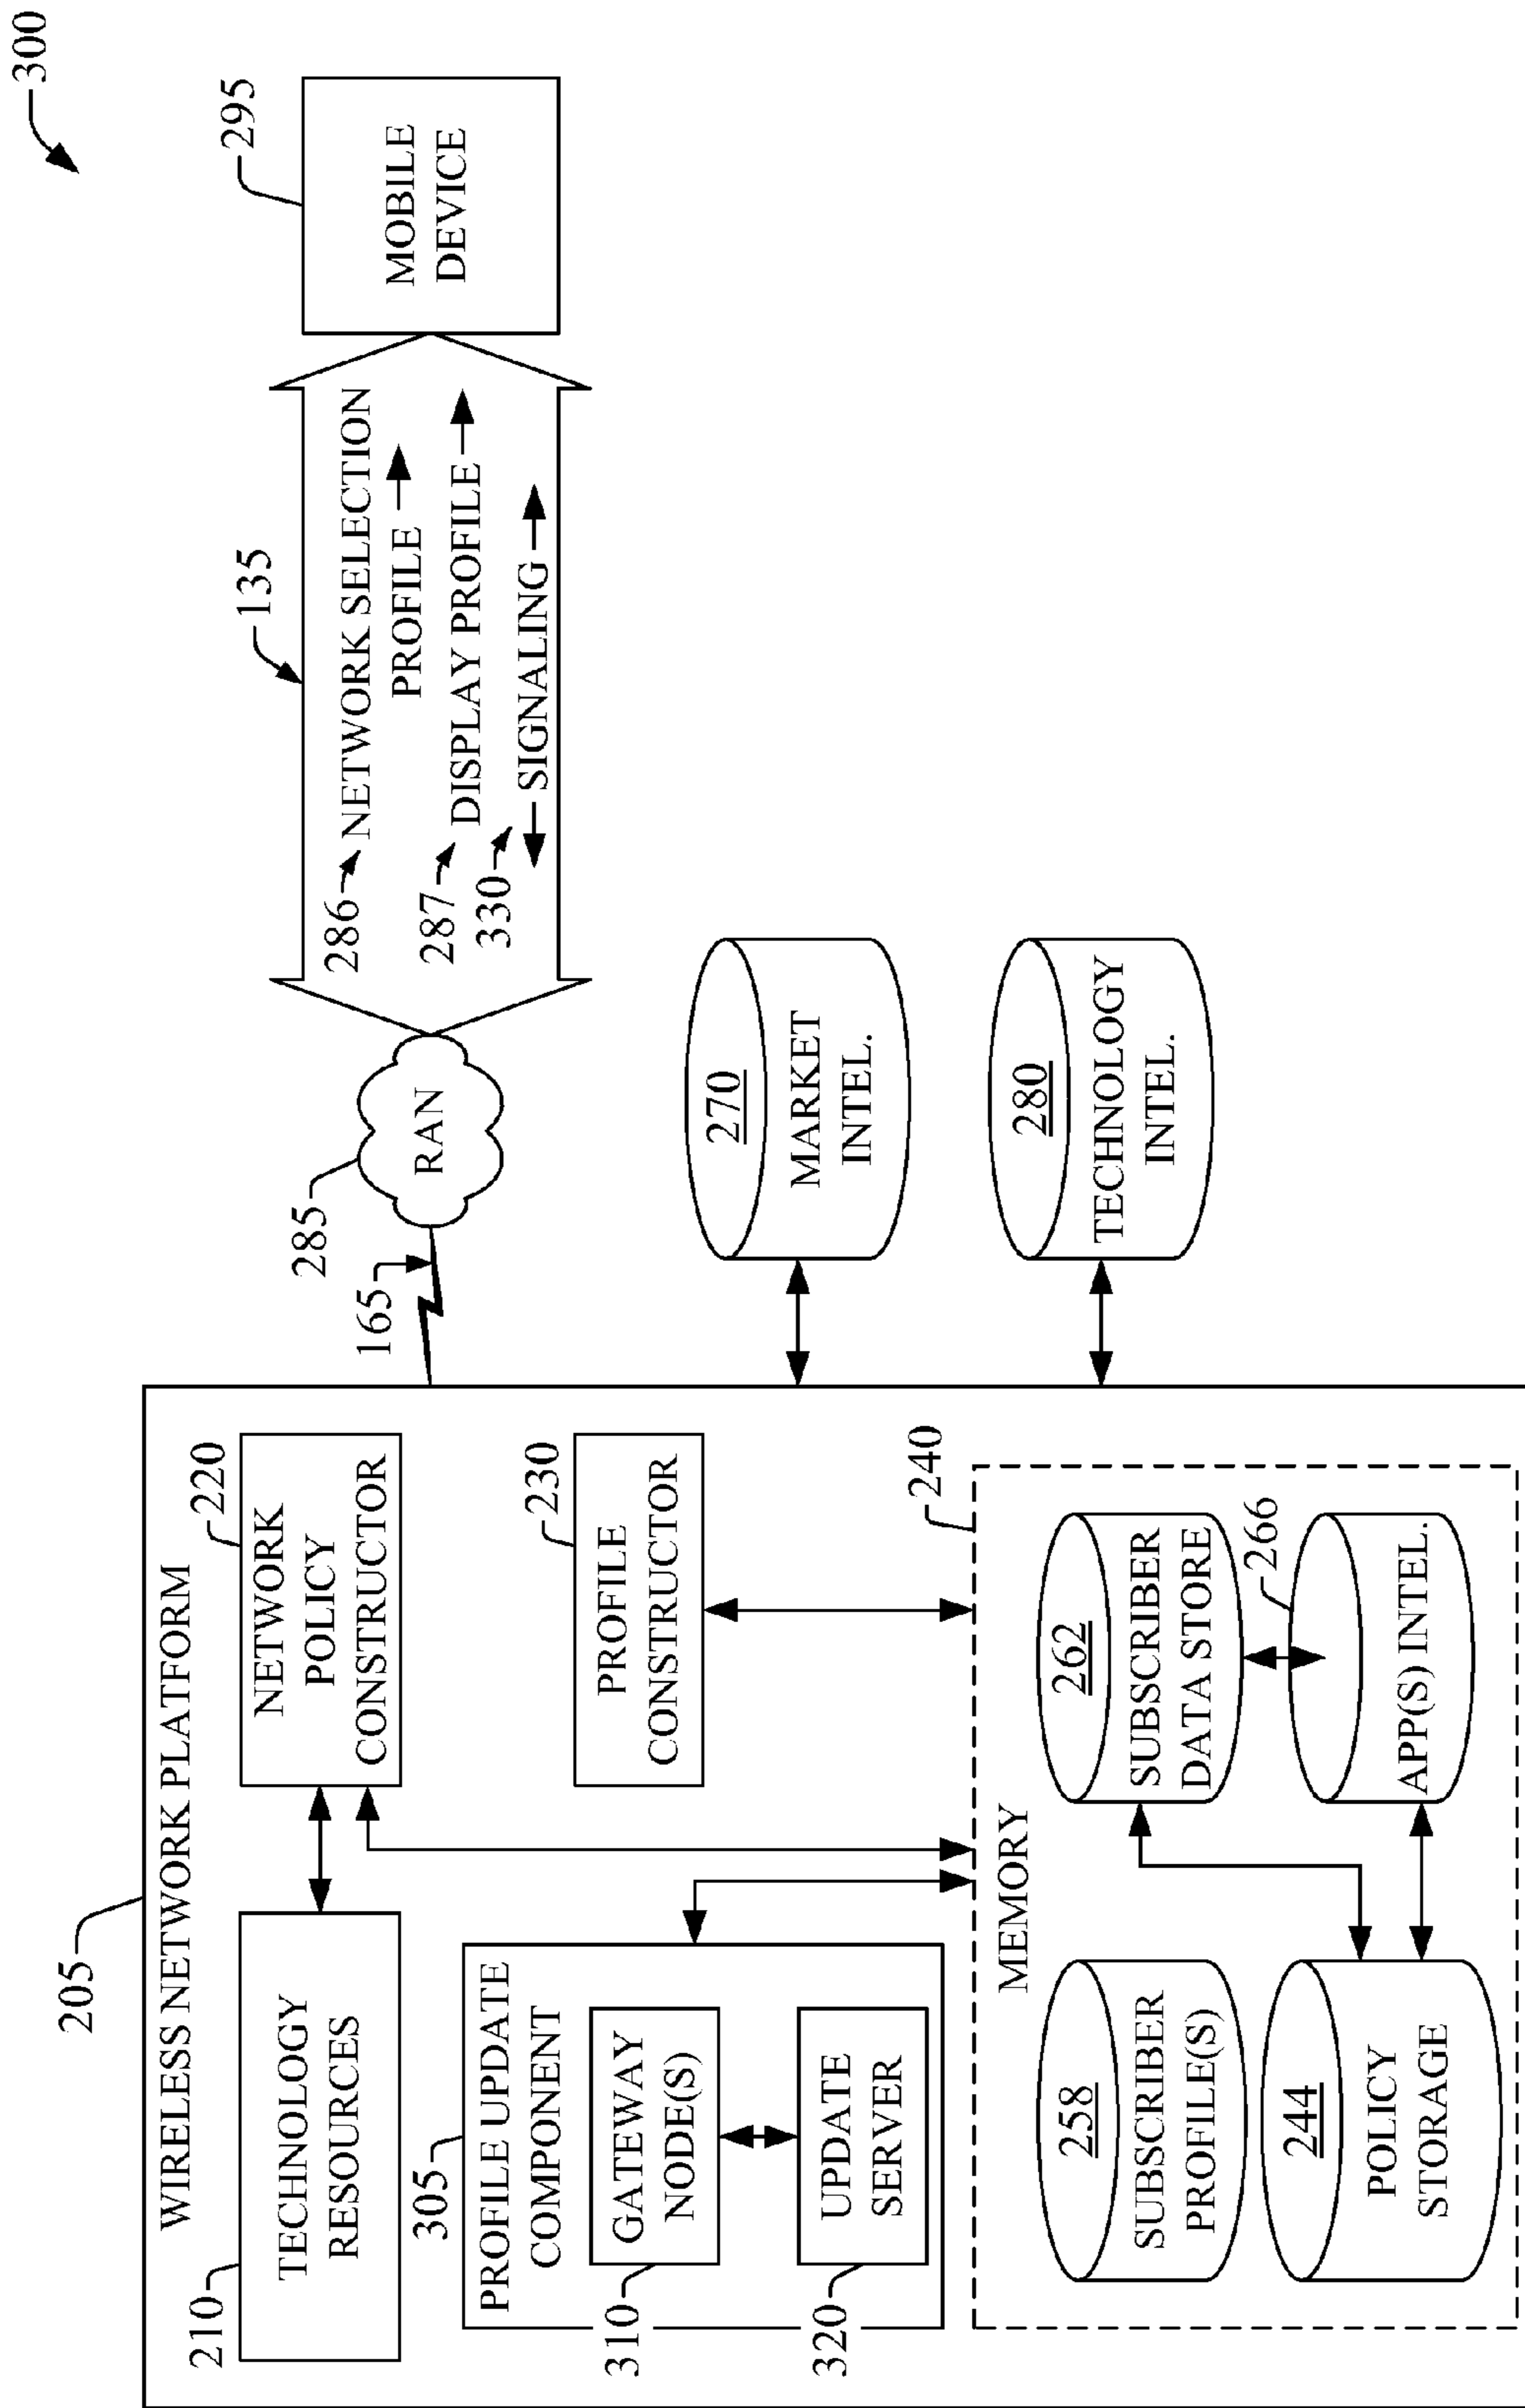 300
205
WIRELESS NETWORK PLATFORM
210
TECHNOLOGY
RESOURCES
220
NETWORK
POLICY
CONSTRUCTOR
305
PROFILE UPDATE
COMPONENT
310
GATEWAY
NODE(S)
320
UPDATE
SERVER
230
PROFILE
CONSTRUCTOR
240
MEMORY
258
SUBSCRIBER
PROFILE(S)
262
SUBSCRIBER
DATA STORE
244
POLICY
STORAGE
266
APP(S) INTEL.
165
285
RAN
135
286
NETWORK SELECTION
PROFILE
287
DISPLAY PROFILE
330
SIGNALING
295
MOBILE
DEVICE
270
MARKET
INTEL.
280
TECHNOLOGY
INTEL.